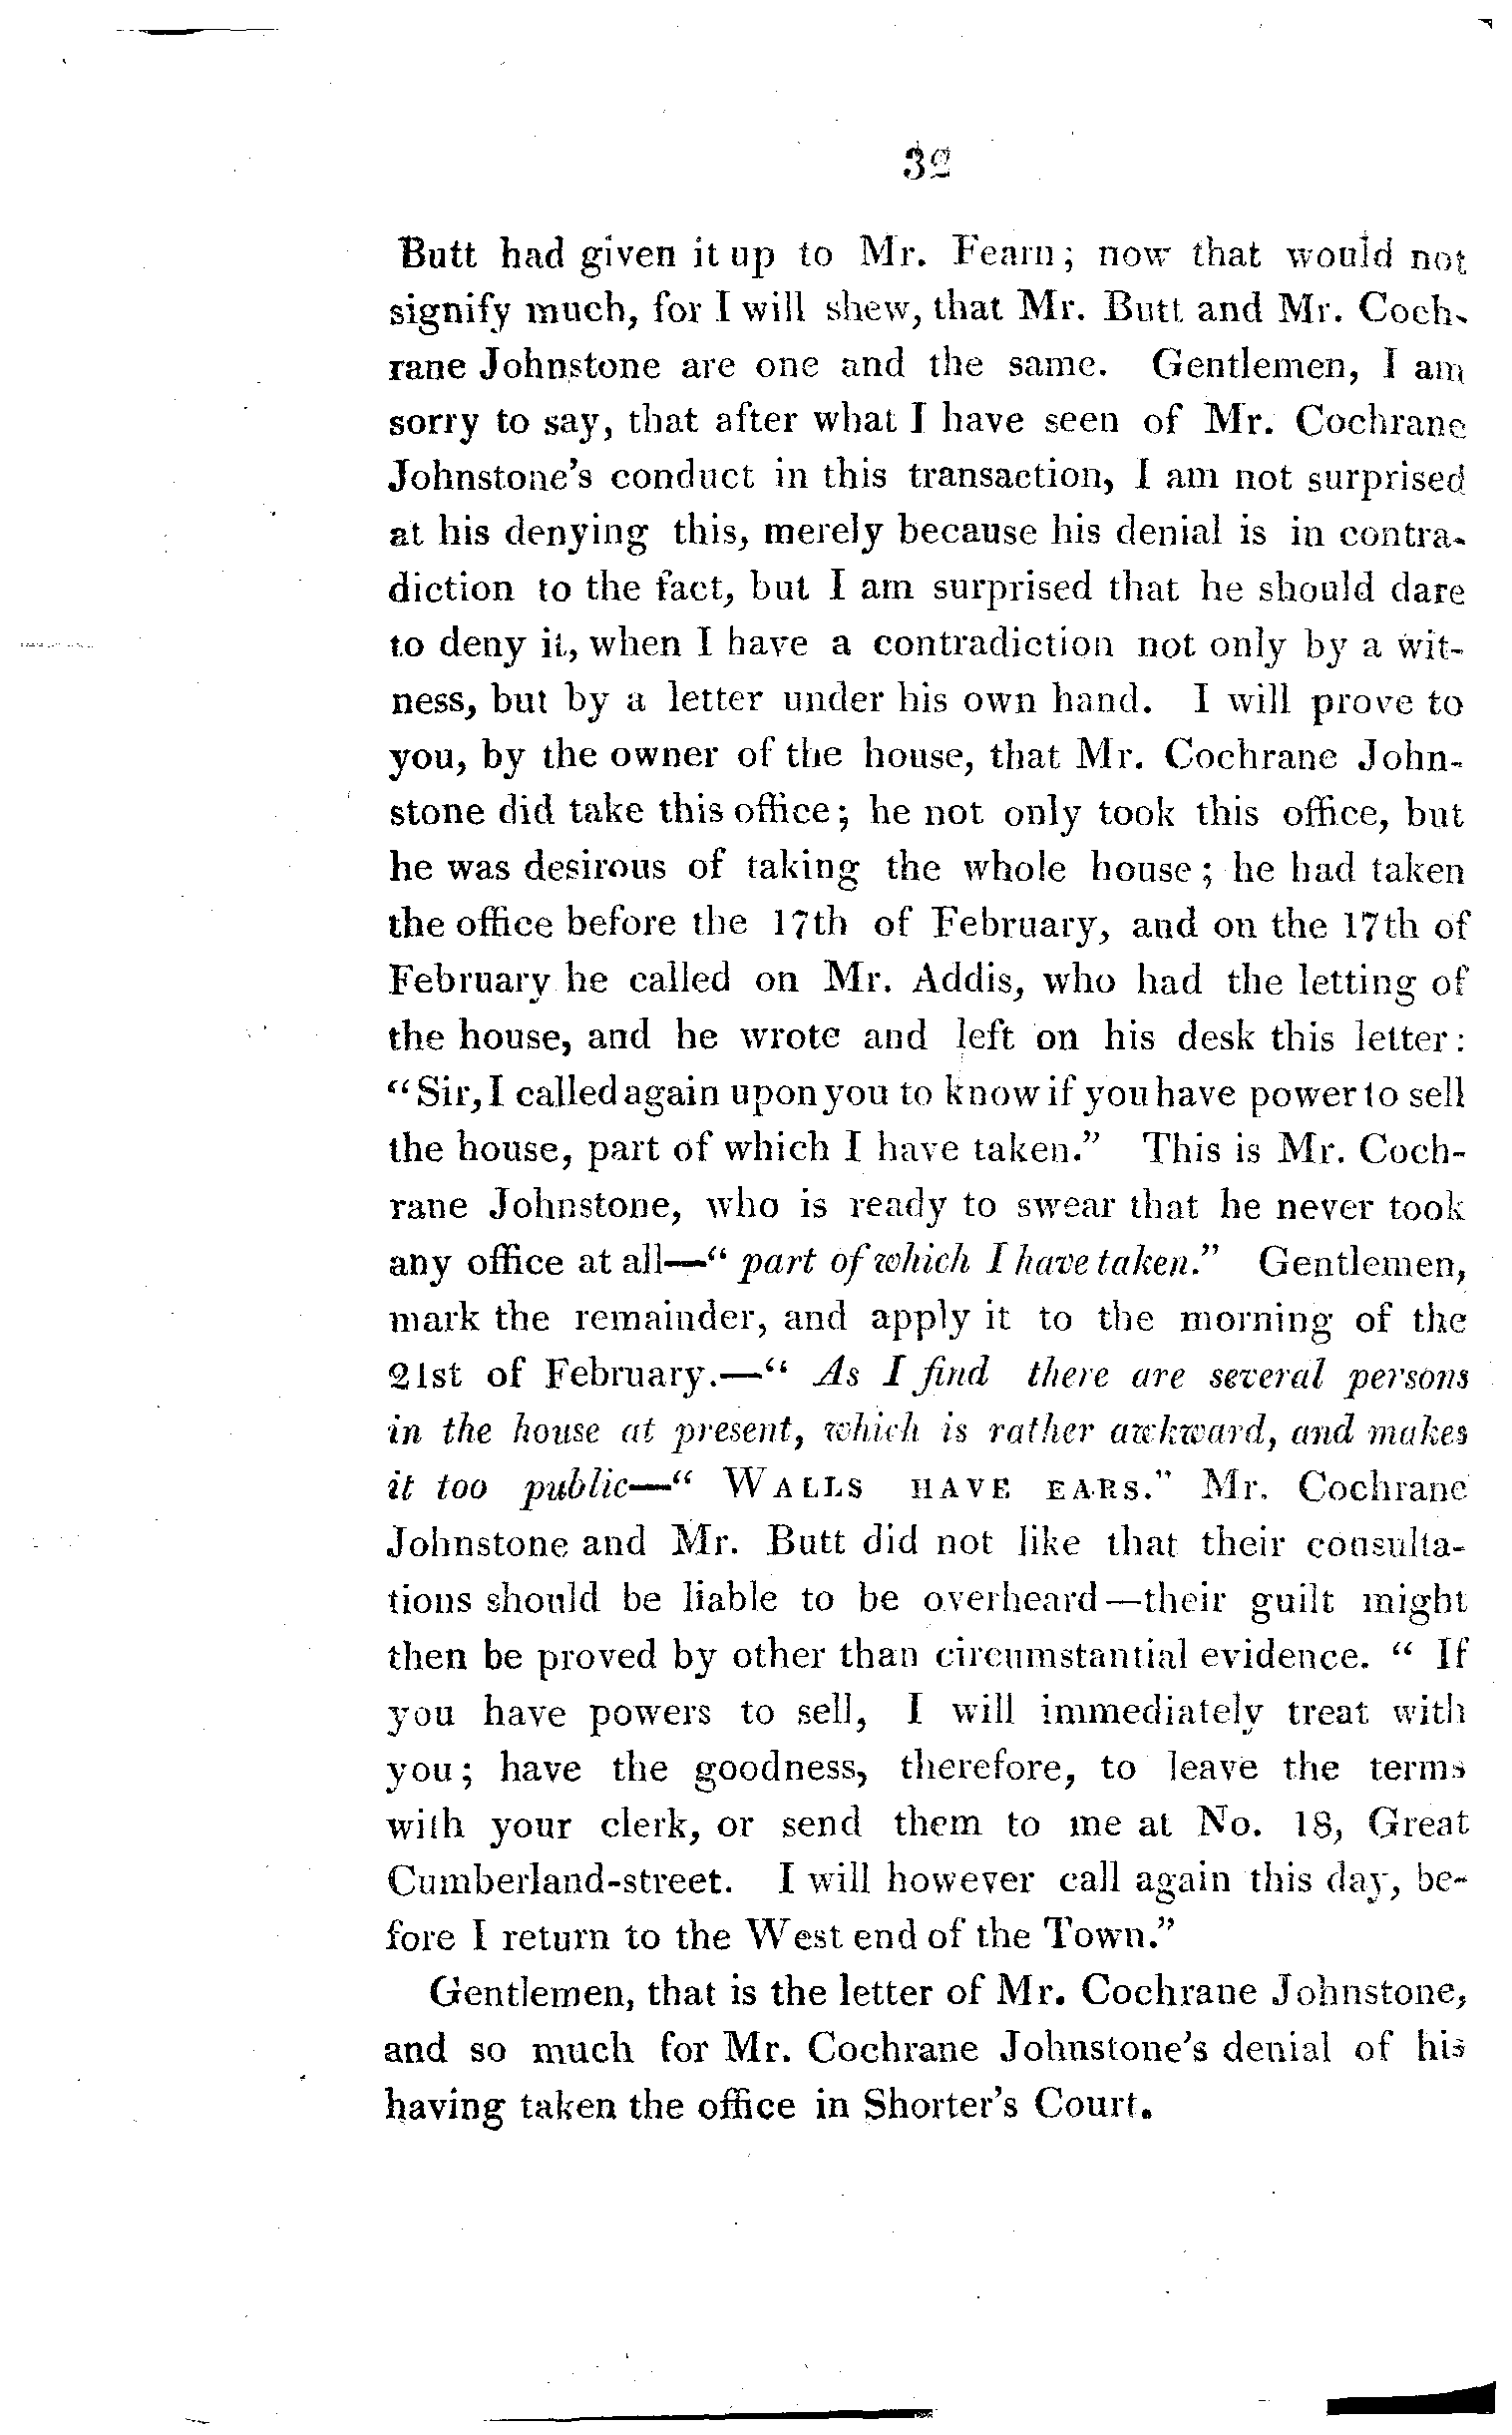 32
Butt had given it up to Mr. Fearn; now that would not
signify much, for I will shew, that Mr. Butt and Mr. Coch-
rane Johnstone are one and the same. Gentlemen, I am
sorry to say, that after what I have seen of Mr. Cochrane
Johnstone's conduct in this transaction, I am not surprised
at his denying this, merely because his denial is in contra-
diction to the fact, but I am surprised that he should dare
to deny it, when I have a contradiction not only by a wit-
ness, but by a letter under his own hand. I will prove to
you, by the owner of the house, that Mr. Cochrane John-
stone did take this office; he not only took this office, but
he was desirous of taking the whole house; he had taken
the office before the 17th of February, and on the 17th of
February he called on Mr. Addis, who had the letting of
the house, and he wrote and left on his desk this letter:
"Sir, I called again upon you to know if you have power to sell
the house, part of which I have taken." This is Mr. Coch-
rane Johnstone, who is ready to swear that he never took
any office at all—" part of which I have taken." Gentlemen,
mark the remainder, and apply it to the morning of the
21st of February.—" As I find there are several persons
in the house at present, which is rather awkward, and makes
it too public—" WALLS HAVE EARS." Mr. Cochrane
Johnstone and Mr. Butt did not like that their consulta-
tions should be liable to be overheard—their guilt might
then be proved by other than circumstantial evidence. " If
you have powers to sell, I will immediately treat with
you; have the goodness, therefore, to leave the terms
with your clerk, or send them to me at No. 18, Great
Cumberland-street. I will however call again this day, be-
fore I return to the West end of the Town."
Gentlemen, that is the letter of Mr. Cochrane Johnstone,
and so much for Mr. Cochrane Johnstone's denial of his
having taken the office in Shorter's Court.